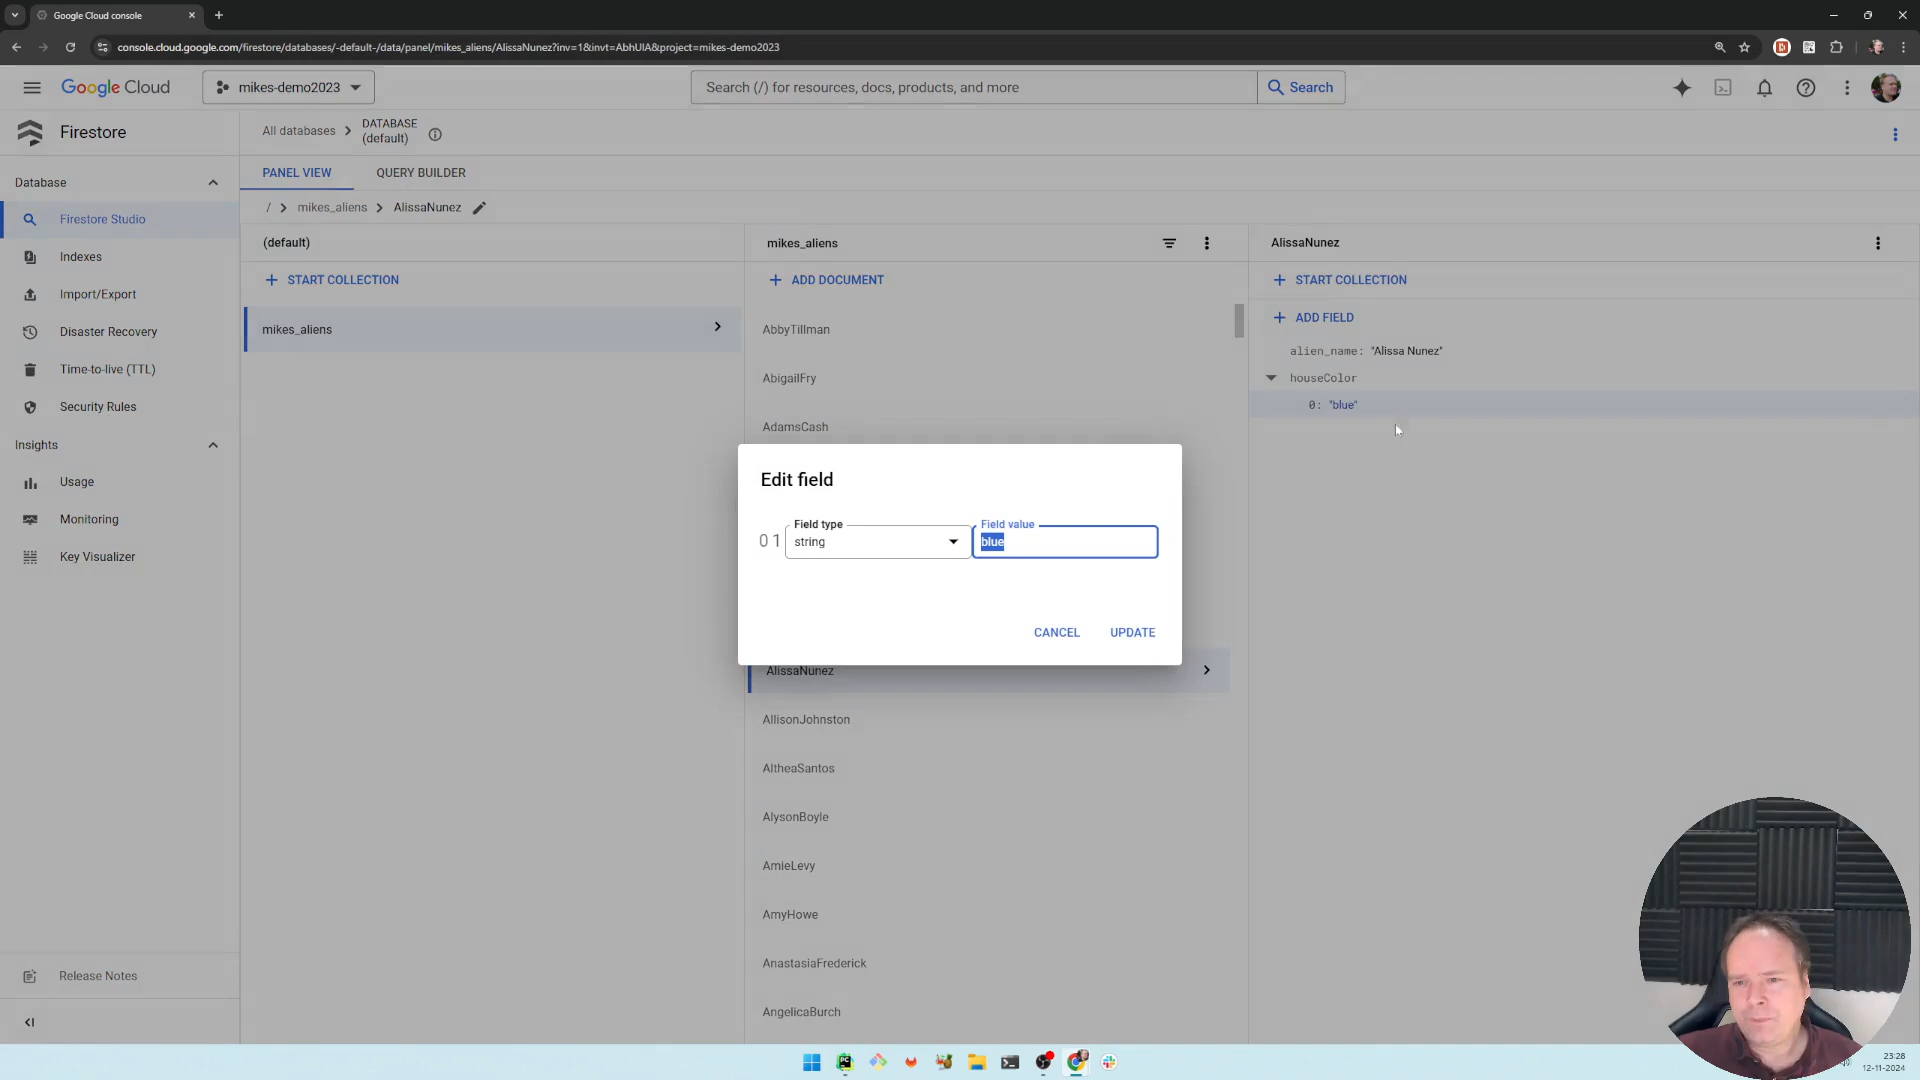 Google Cloud console
console.cloud.google.com/firestore/databases/-default-/data/panel/mikes_aliens/AlissaNunez?inv=1&invt=AbhUIA&project=mikes-demo2023
Google Cloud
mikes-demo2023
Search (/) for resources, docs, products, and more
Search
Firestore
All databases
DATABASE
(default)
Database
PANEL VIEW
QUERY BUILDER
Firestore Studio
/ mikes_aliens AlissaNunez
(default)
mikes_aliens
AlissaNunez
Indexes
START COLLECTION
ADD DOCUMENT
START COLLECTION
Import/Export
ADD FIELD
mikes_aliens
AbbyTillman
Disaster Recovery
alien_name: "Alissa Nunez"
Time-to-live (TTL)
AbigailFry
houseColor
Security Rules
0: "blue"
AdamsCash
Insights
Edit field
Usage
Monitoring
Field type
Field value
0 1
string
blue
Key Visualizer
CANCEL
UPDATE
AlissaNunez
AllisonJohnston
AltheaSantos
AlysonBoyle
AmieLevy
AmyHowe
AnastasiaFrederick
Release Notes
AngelicaBurch
23:28
12-11-2024